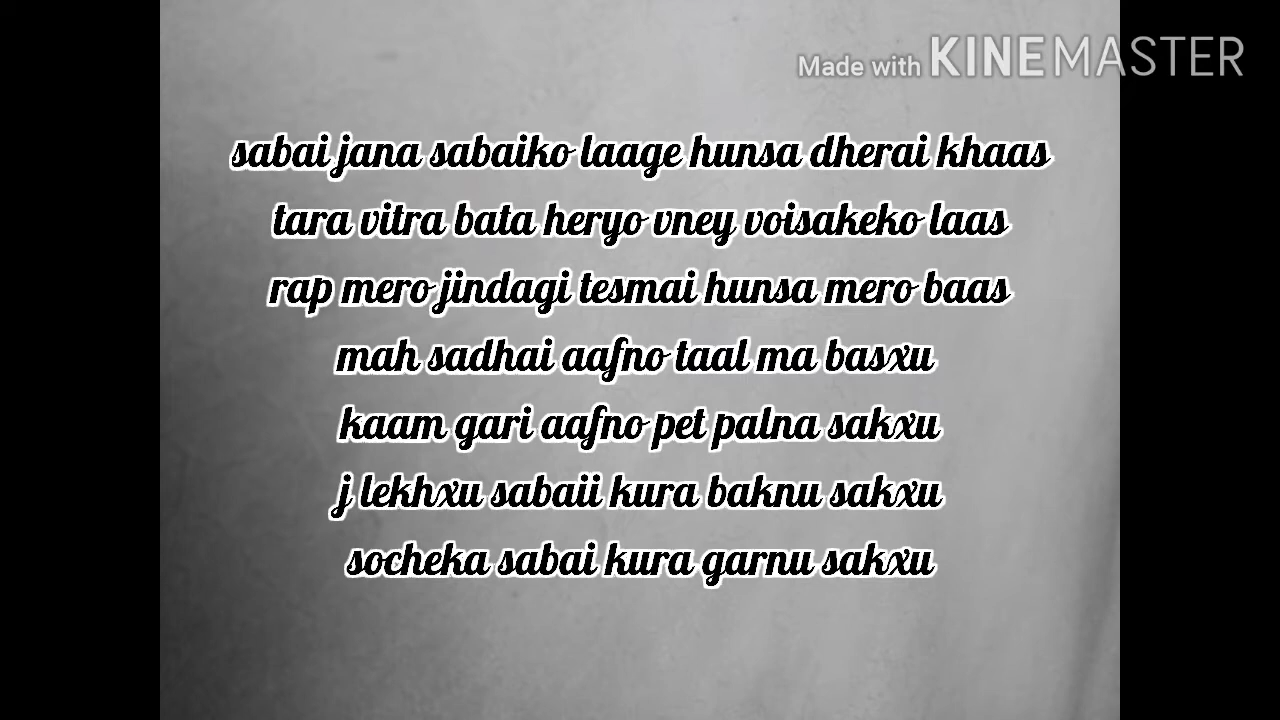 Made with KINEMASTER
sabai jana sabaiko laage hunsa dherai khaas
tara vitra bata heryo vney voisakeko laas
rap mero jindagi tesmai hunsa mero baas
mah sadhai aafno taal ma basxu
kaam gari aafno pet palna sakxu
j lekhxu sabaii kura baknu sakxu
socheka sabai kura garnu sakxu